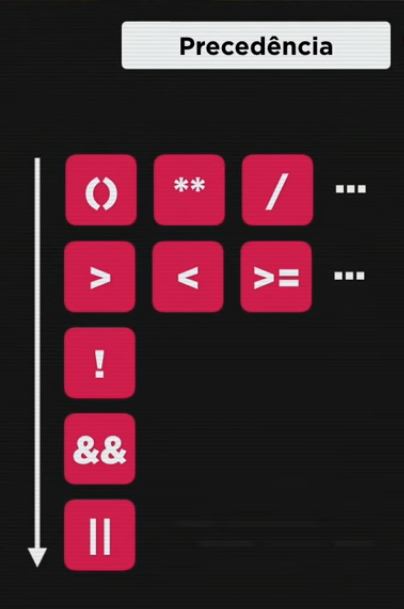 Precedência
() ** / ...
> < >= ...
!
&&
||